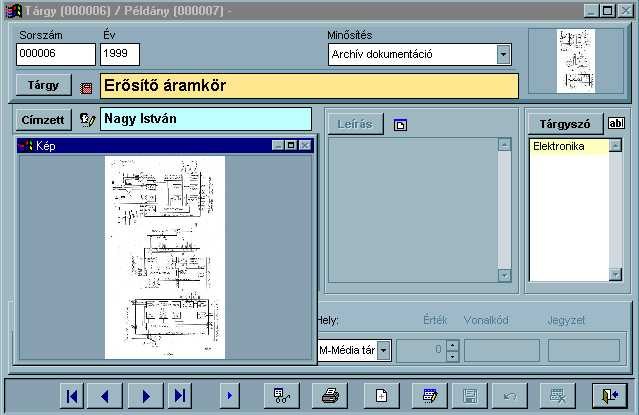 Tárgy (000006) / Példány (000007) -
Sorszám Év Minősítés
000006 1999 Archív dokumentáció
Tárgy Erősítő áramkör
Címzett Nagy István Leírás Tárgyszó ab
Kép Elektronika
Hely: Érték Vonalkód Jegyzet
M-Média tár 0